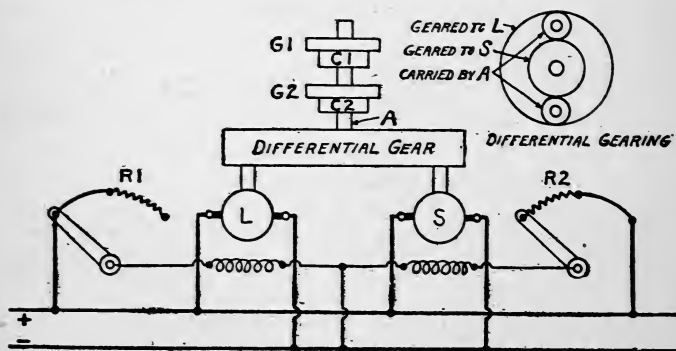 G1
C1
G2
C2
A
DIFFERENTIAL GEAR
GEARED TO L
GEARED TO S
CARRIED BY A
DIFFERENTIAL GEARING
R1
L
S
R2
+
−